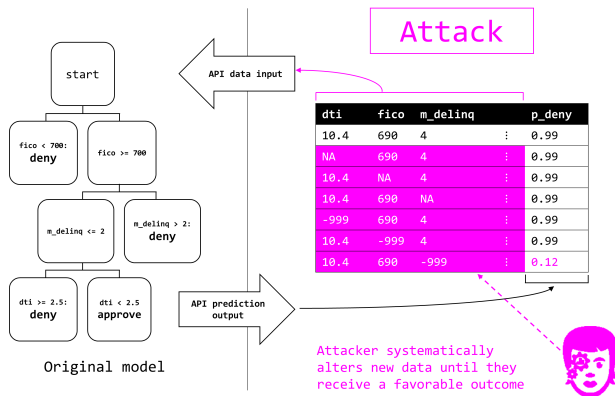 Attack
start
API data input
dti fico m_delinq p_deny
10.4 690 4 ⋮ 0.99
NA 690 4 ⋮ 0.99
10.4 NA 4 ⋮ 0.99
10.4 690 NA ⋮ 0.99
-999 690 4 ⋮ 0.99
10.4 -999 4 ⋮ 0.99
10.4 690 -999 ⋮ 0.12
fico < 700:
deny
fico >= 700
m_delinq <= 2
m_delinq > 2:
deny
dti >= 2.5:
deny
dti < 2.5
approve
API prediction
output
Original model
Attacker systematically
alters new data until they
receive a favorable outcome